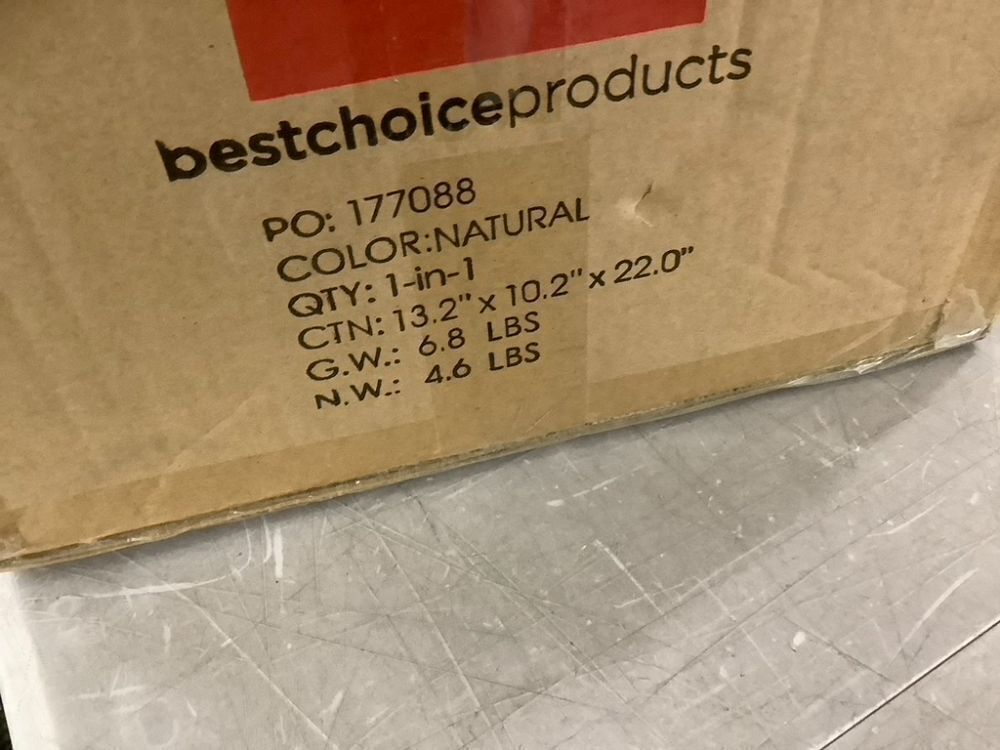 bestchoiceproducts
PO: 177088
COLOR:NATURAL
QTY: 1-in-1
CTN: 13.2" x 10.2" x 22.0"
G.W.: 6.8 LBS
N.W.: 4.6 LBS